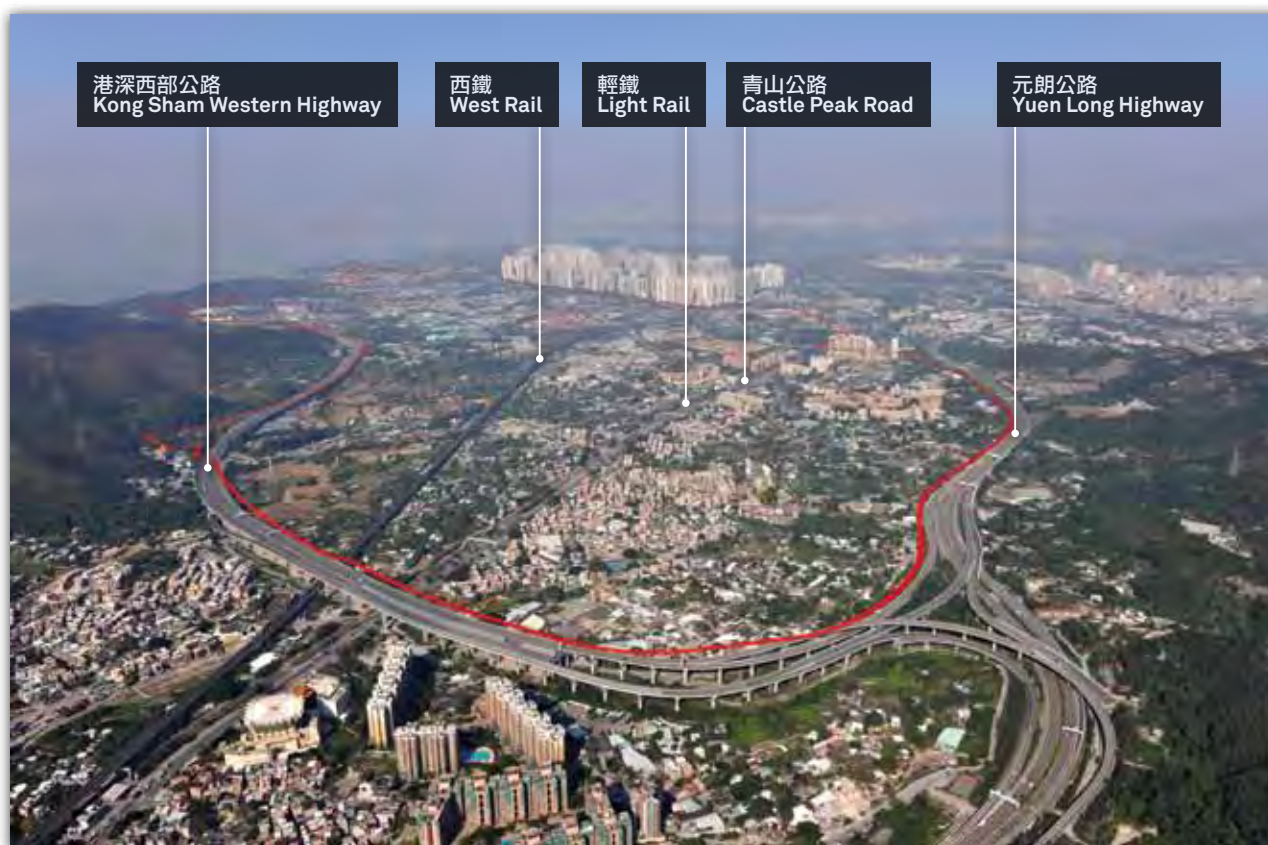 港深西部公路
Kong Sham Western Highway
西鐵
West Rail
輕鐵
Light Rail
青山公路
Castle Peak Road
元朗公路
Yuen Long Highway